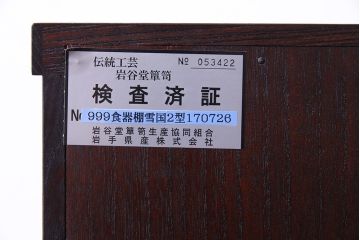 伝統工芸 № 053422
岩谷堂簞笥
検査済証
№ 999食器棚雪国2型170726
岩谷堂簞笥生産協同組合
岩手県産株式会社